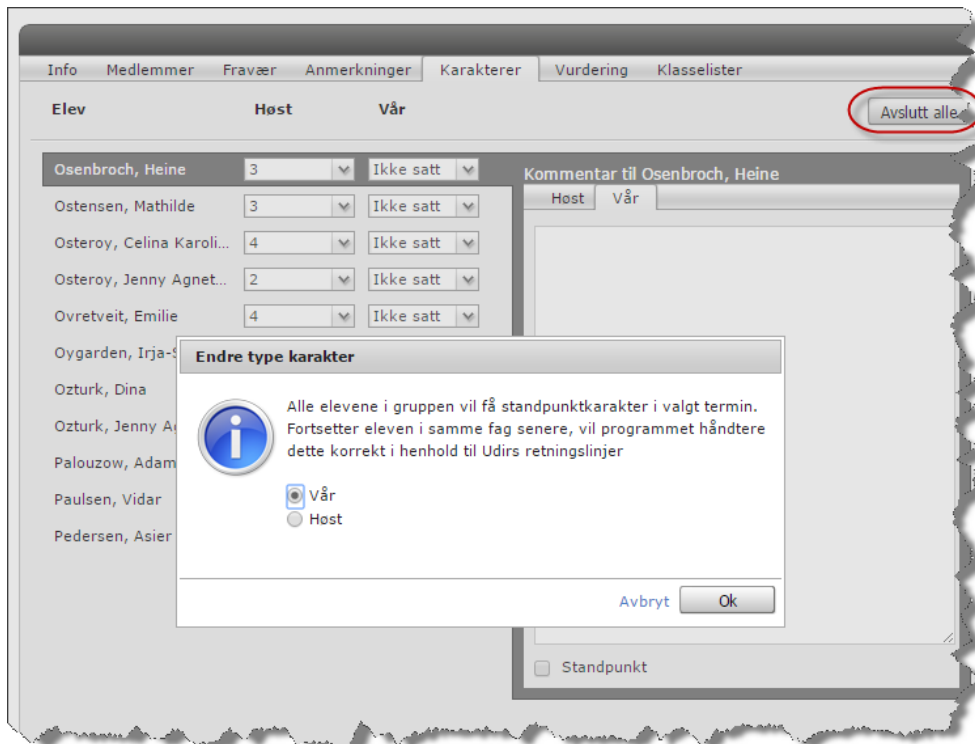 Info Medlemmer Fravær Anmerkninger Karakterer Vurdering Klasselister
Elev Høst Vår Avslutt alle
Osenbroch, Heine 3 Ikke satt
Ostensen, Mathilde 3 Ikke satt
Osteroy, Celina Karoli... 4 Ikke satt
Osteroy, Jenny Agnet... 2 Ikke satt
Ovretveit, Emilie 4 Ikke satt
Oygarden, Irja-S
Ozturk, Dina
Ozturk, Jenny A
Palouzow, Adam
Paulsen, Vidar
Pedersen, Asier
Kommentar til Osenbroch, Heine
Høst Vår
Endre type karakter
Alle elevene i gruppen vil få standpunktkarakter i valgt termin.
Fortsetter eleven i samme fag senere, vil programmet håndtere
dette korrekt i henhold til Udirs retningslinjer
Vår
Høst
Avbryt Ok
Standpunkt